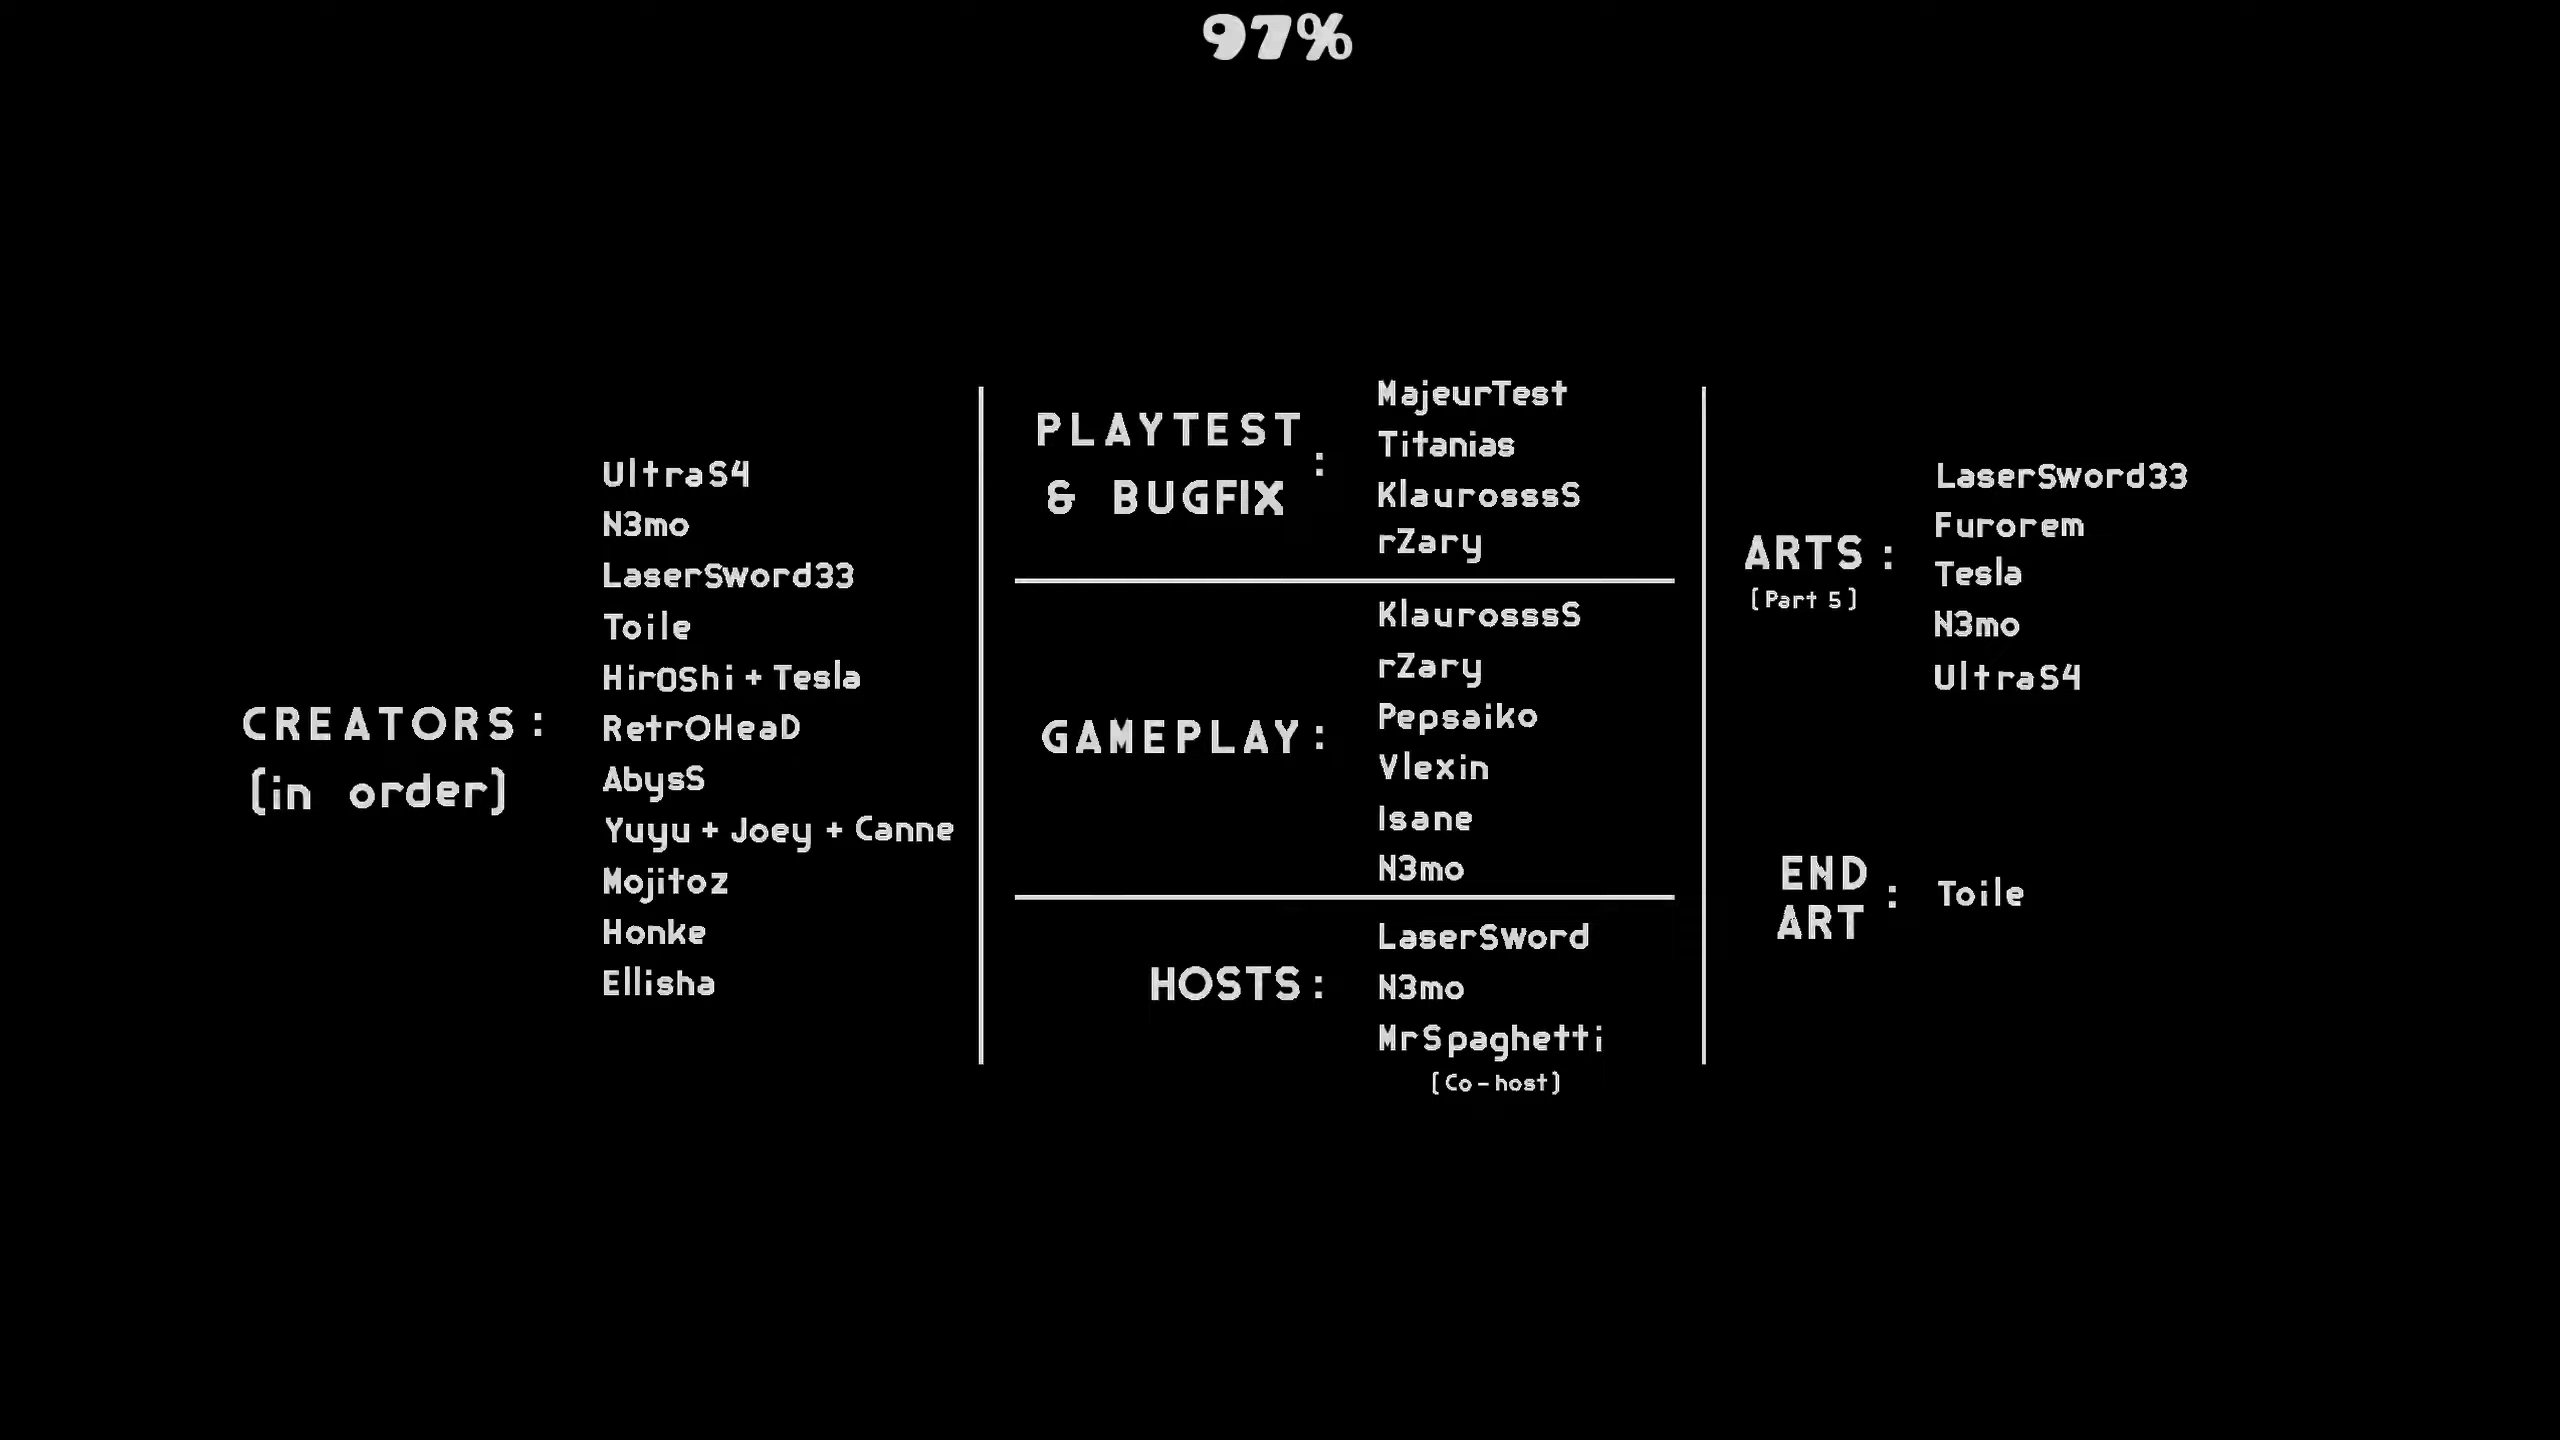 97%
CREATORS :
(in order)
UltraS4
N3mo
LaserSword33
Toile
Hir0Shi + Tesla
Retr0HeaD
AbysS
Yuyu + Joey + Canne
Mojitoz
Honke
Ellisha
PLAYTEST
& BUGFIX :
MajeurTest
Titanias
KlaurosssS
rZary
GAMEPLAY :
KlaurosssS
rZary
Pepsaiko
Vlexin
Isane
N3mo
HOSTS :
LaserSword
N3mo
MrSpaghetti
(Co-host)
ARTS :
(Part 5)
LaserSword33
Furorem
Tesla
N3mo
UltraS4
END
ART :
Toile